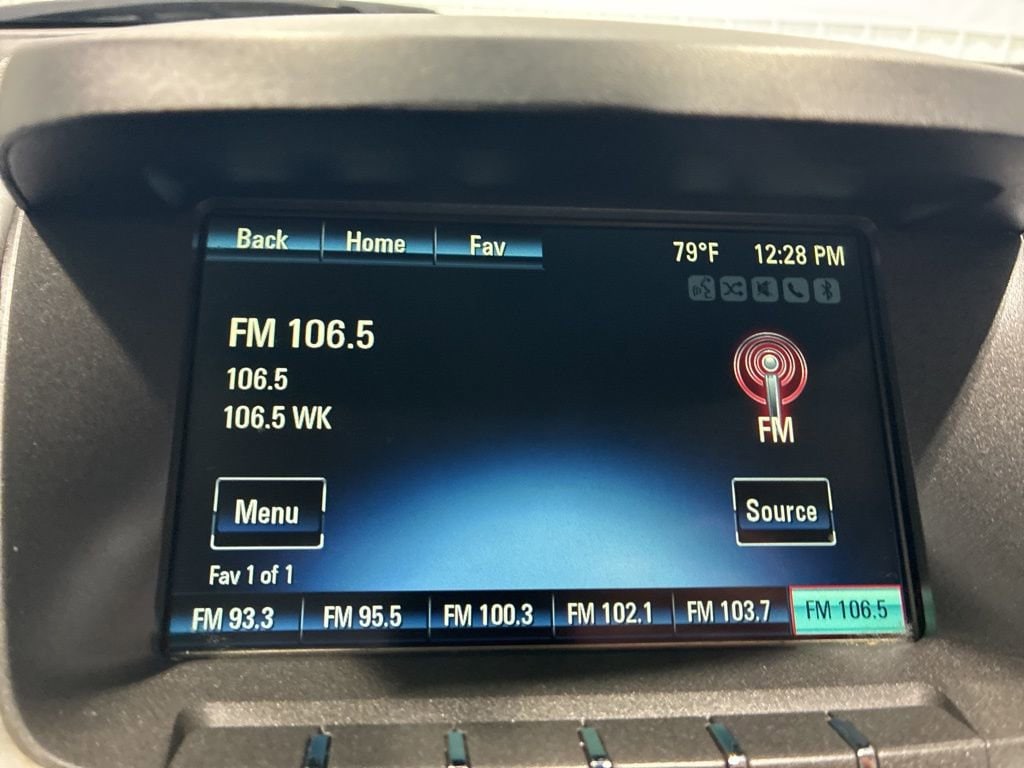 Back Home Fav 79°F 12:28 PM
FM 106.5
106.5
106.5 WK
FM
Menu
Source
Fav 1 of 1
FM 93.3 FM 95.5 FM 100.3 FM 102.1 FM 103.7 FM 106.5